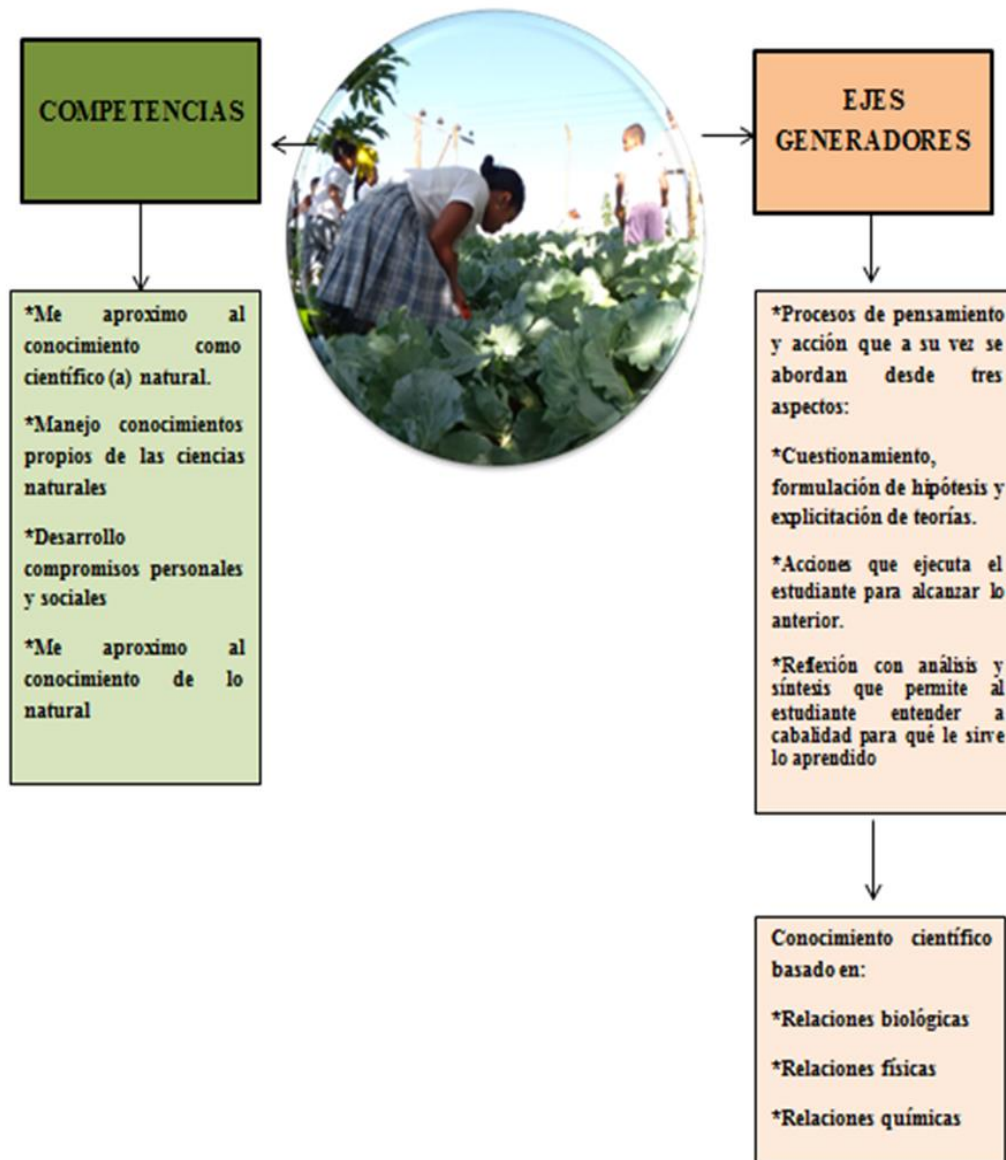 COMPETENCIAS
*Me aproximo al
conocimiento como
científico (a) natural.
*Manejo conocimientos
propios de las ciencias
naturales
*Desarrollo
compromisos personales
y sociales
*Me aproximo al
conocimiento de lo
natural
EJES
GENERADORES
*Procesos de pensamiento
y acción que a su vez se
abordan desde tres
aspectos:
*Cuestionamiento,
formulación de hipótesis y
explicitación de teorías.
*Acciones que ejecuta el
estudiante para alcanzar lo
anterior.
*Reflexión con análisis y
síntesis que permite al
estudiante entender a
cabalidad para qué le sirve
lo aprendido
Conocimiento científico
basado en:
*Relaciones biológicas
*Relaciones físicas
*Relaciones químicas